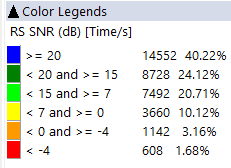 Color Legends
RS SNR (dB) [Time/s]
>= 20 14552 40.22%
< 20 and >= 15 8728 24.12%
< 15 and >= 7 7492 20.71%
< 7 and >= 0 3660 10.12%
< 0 and >= -4 1142 3.16%
< -4 608 1.68%